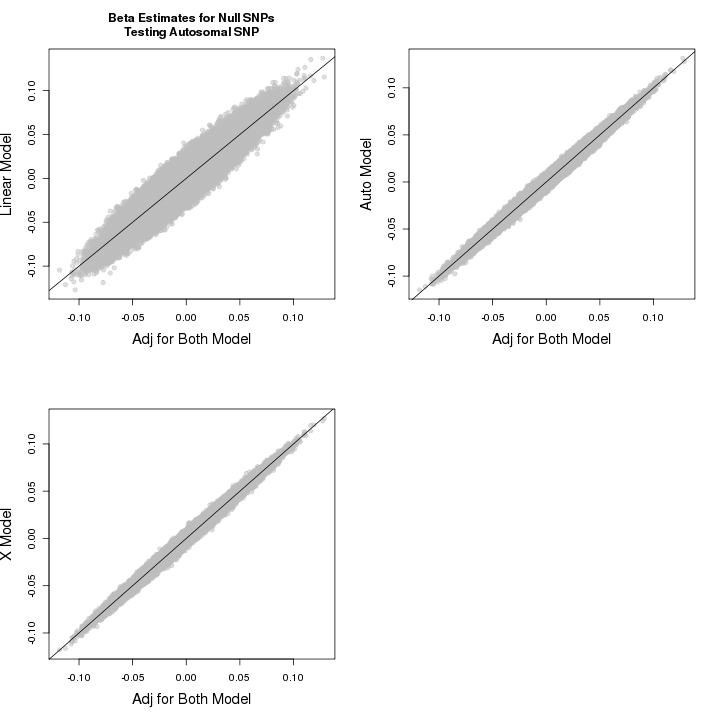 Beta Estimates for Null SNPs
Testing Autosomal SNP
Linear Model
0.10
0.05
0.00
-0.05
-0.10
-0.10 -0.05 0.00 0.05 0.10
Adj for Both Model
Auto Model
0.10
0.05
0.00
-0.05
-0.10
-0.10 -0.05 0.00 0.05 0.10
Adj for Both Model
X Model
0.10
0.05
0.00
-0.05
-0.10
-0.10 -0.05 0.00 0.05 0.10
Adj for Both Model